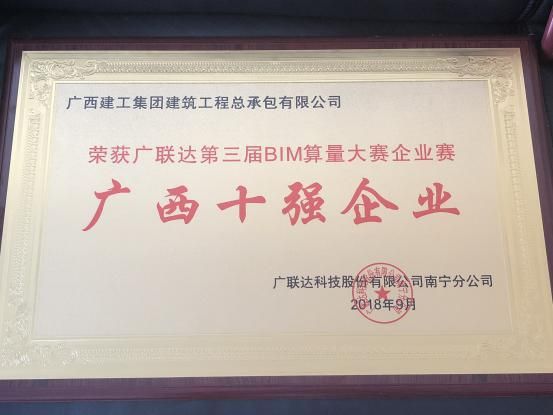 广西建工集团建筑工程总承包有限公司
荣获广联达第三届BIM算量大赛企业赛
广西十强企业
广联达科技股份有限公司南宁分公司
2018年9月